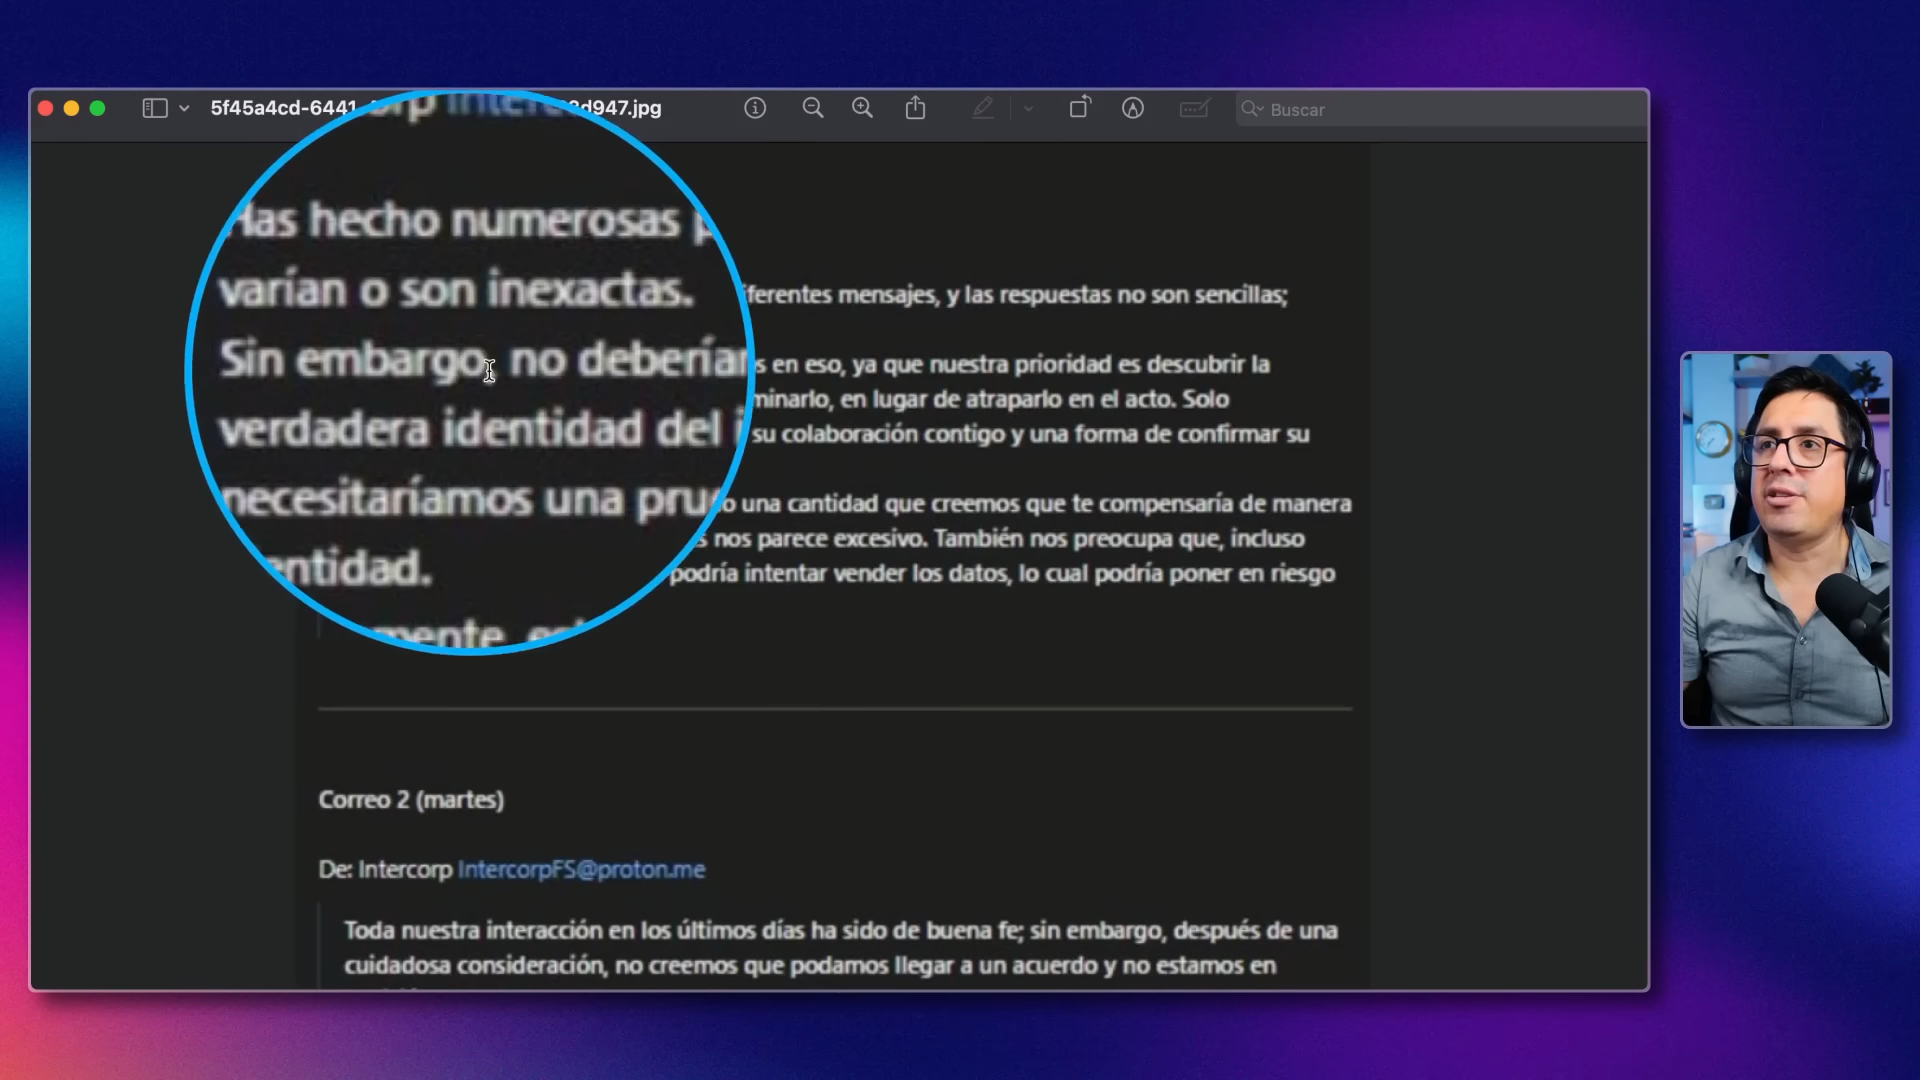 5f45a4cd-6441 d947.jpg
Buscar
Has hecho numerosas
iferentes mensajes, y las respuestas no son sencillas;
varían o son inexactas.
Sin embargo, no deberían
s en eso, ya que nuestra prioridad es descubrir la
verdadera identidad del
minarlo, en lugar de atraparlo en el acto. Solo
necesitaríamos una pru
su colaboración contigo y una forma de confirmar su
entidad.
o una cantidad que creemos que te compensaría de manera
s nos parece excesivo. También nos preocupa que, incluso
podría intentar vender los datos, lo cual podría poner en riesgo
Correo 2 (martes)
De: Intercorp IntercorpFS@proton.me
Toda nuestra interacción en los últimos días ha sido de buena fe; sin embargo, después de una
cuidadosa consideración, no creemos que podamos llegar a un acuerdo y no estamos en